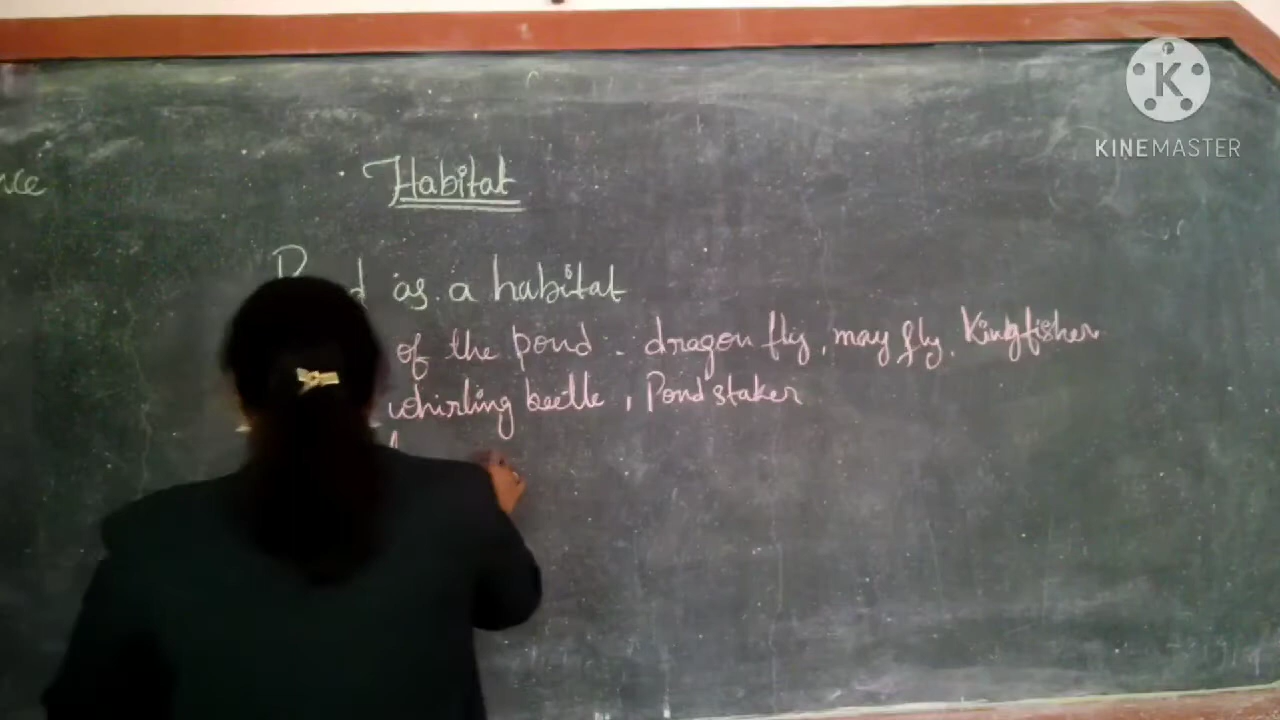 Habitat
as a habitat
of the pond - dragon fly, may fly, Kingfisher
whirling beetle, Pond staker
K
KINEMASTER